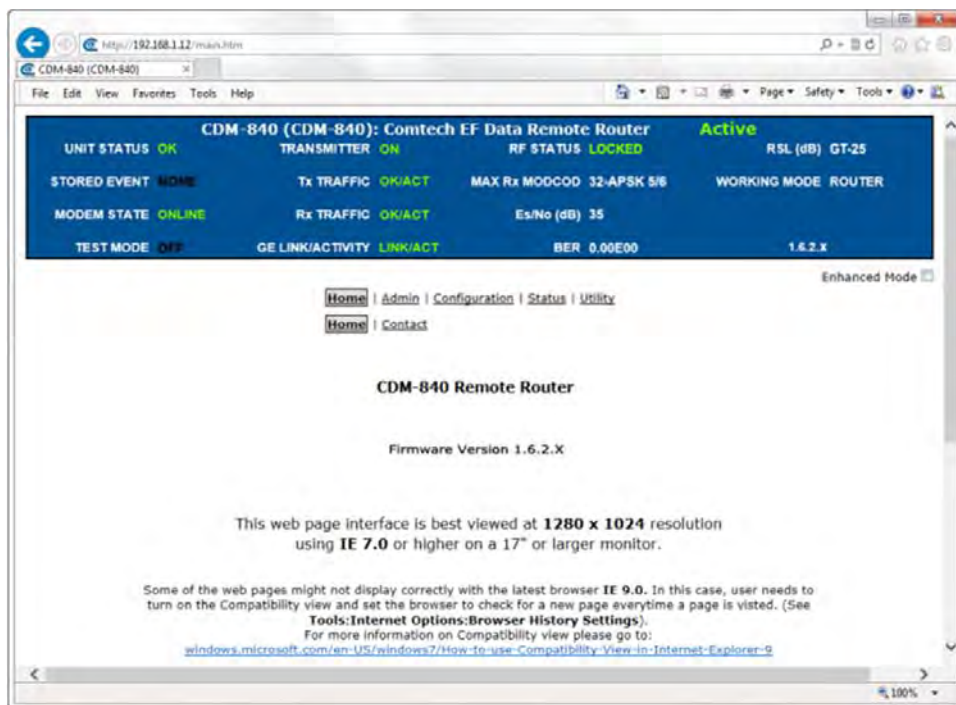 http://192.168.1.12/main.htm
CDM-840 (CDM-840)
File Edit View Favorites Tools Help
Page Safety Tools
CDM-840 (CDM-840): Comtech EF Data Remote Router Active
UNIT STATUS OK TRANSMITTER ON RF STATUS LOCKED RSL (dB) GT-25
STORED EVENT NONE Tx TRAFFIC OK/ACT MAX Rx MODCOD 32-APSK 5/6 WORKING MODE ROUTER
MODEM STATE ONLINE Rx TRAFFIC OK/ACT Es/No (dB) 35
TEST MODE OFF GE LINK/ACTIVITY LINK/ACT BER 0.00E00 1.6.2.X
Enhanced Mode
Home | Admin | Configuration | Status | Utility
Home | Contact
CDM-840 Remote Router
Firmware Version 1.6.2.X
This web page interface is best viewed at 1280 x 1024 resolution
using IE 7.0 or higher on a 17" or larger monitor.
Some of the web pages might not display correctly with the latest browser IE 9.0. In this case, user needs to
turn on the Compatibility view and set the browser to check for a new page everytime a page is visted. (See
Tools:Internet Options:Browser History Settings).
For more information on Compatibility view please go to:
windows.microsoft.com/en-US/windows7/How-to-use-Compatibility-View-in-Internet-Explorer-9
100%